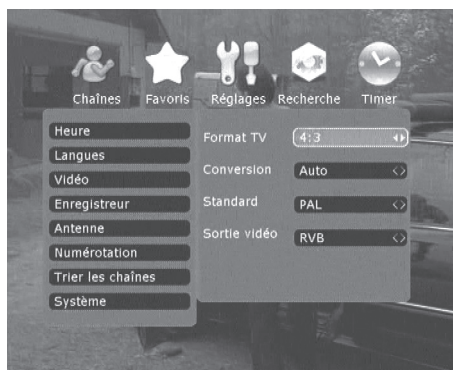 Chaînes Favoris Réglages Recherche Timer
Heure
Langues
Vidéo
Enregistreur
Antenne
Numérotation
Trier les chaînes
Système
Format TV 4:3
Conversion Auto
Standard PAL
Sortie vidéo RVB